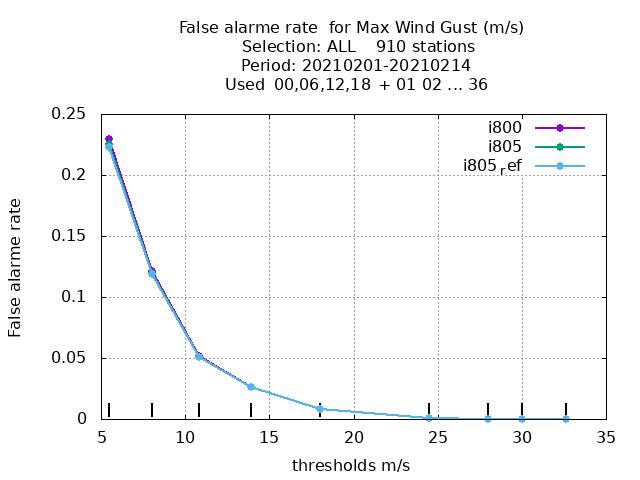 False alarme rate  for Max Wind Gust (m/s)
Selection: ALL    910 stations
Period: 20210201-20210214
Used  00,06,12,18 + 01 02 ... 36
i800
i805
i805ref
False alarme rate
0.25
0.2
0.15
0.1
0.05
0
5 10 15 20 25 30 35
thresholds m/s